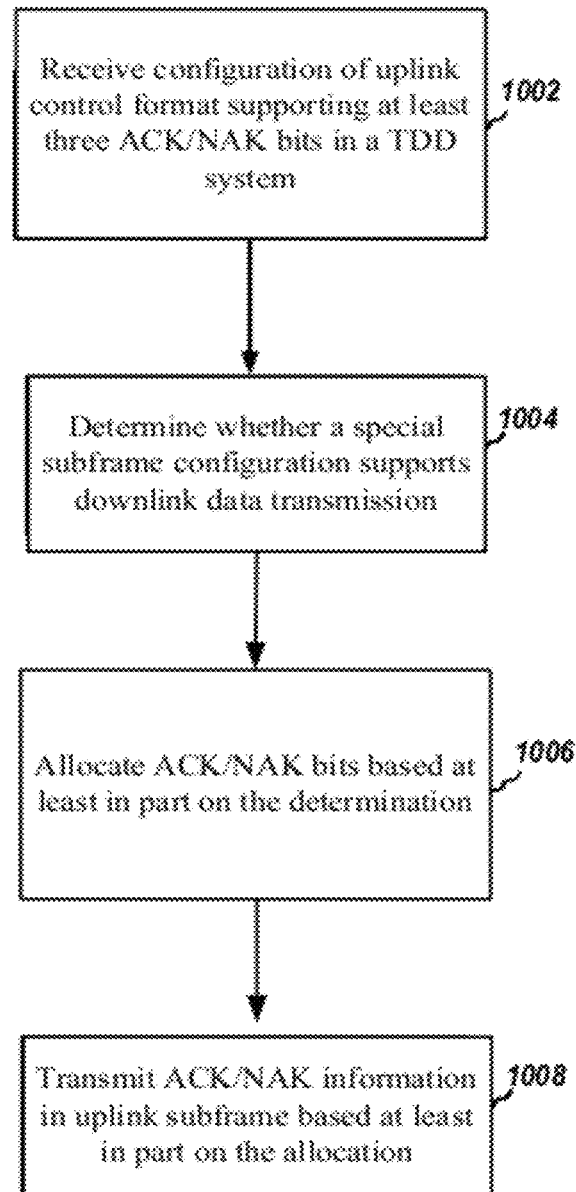 Receive configuration of uplink
control format supporting at least
three ACK/NAK bits in a TDD
system
1002
Determine whether a special
subframe configuration supports
downlink data transmission
1004
Allocate ACK/NAK bits based at
least in part on the determination
1006
Transmit ACK/NAK information
in uplink subframe based at least
in part on the allocation
1008